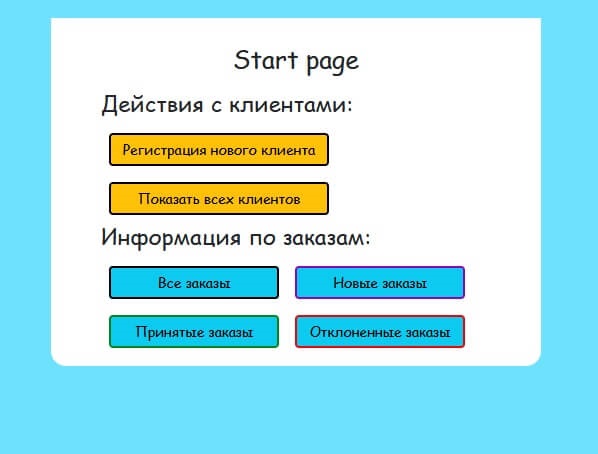 Start page
Действия с клиентами:
Регистрация нового клиента
Показать всех клиентов
Информация по заказам:
Все заказы
Новые заказы
Принятые заказы
Отклоненные заказы